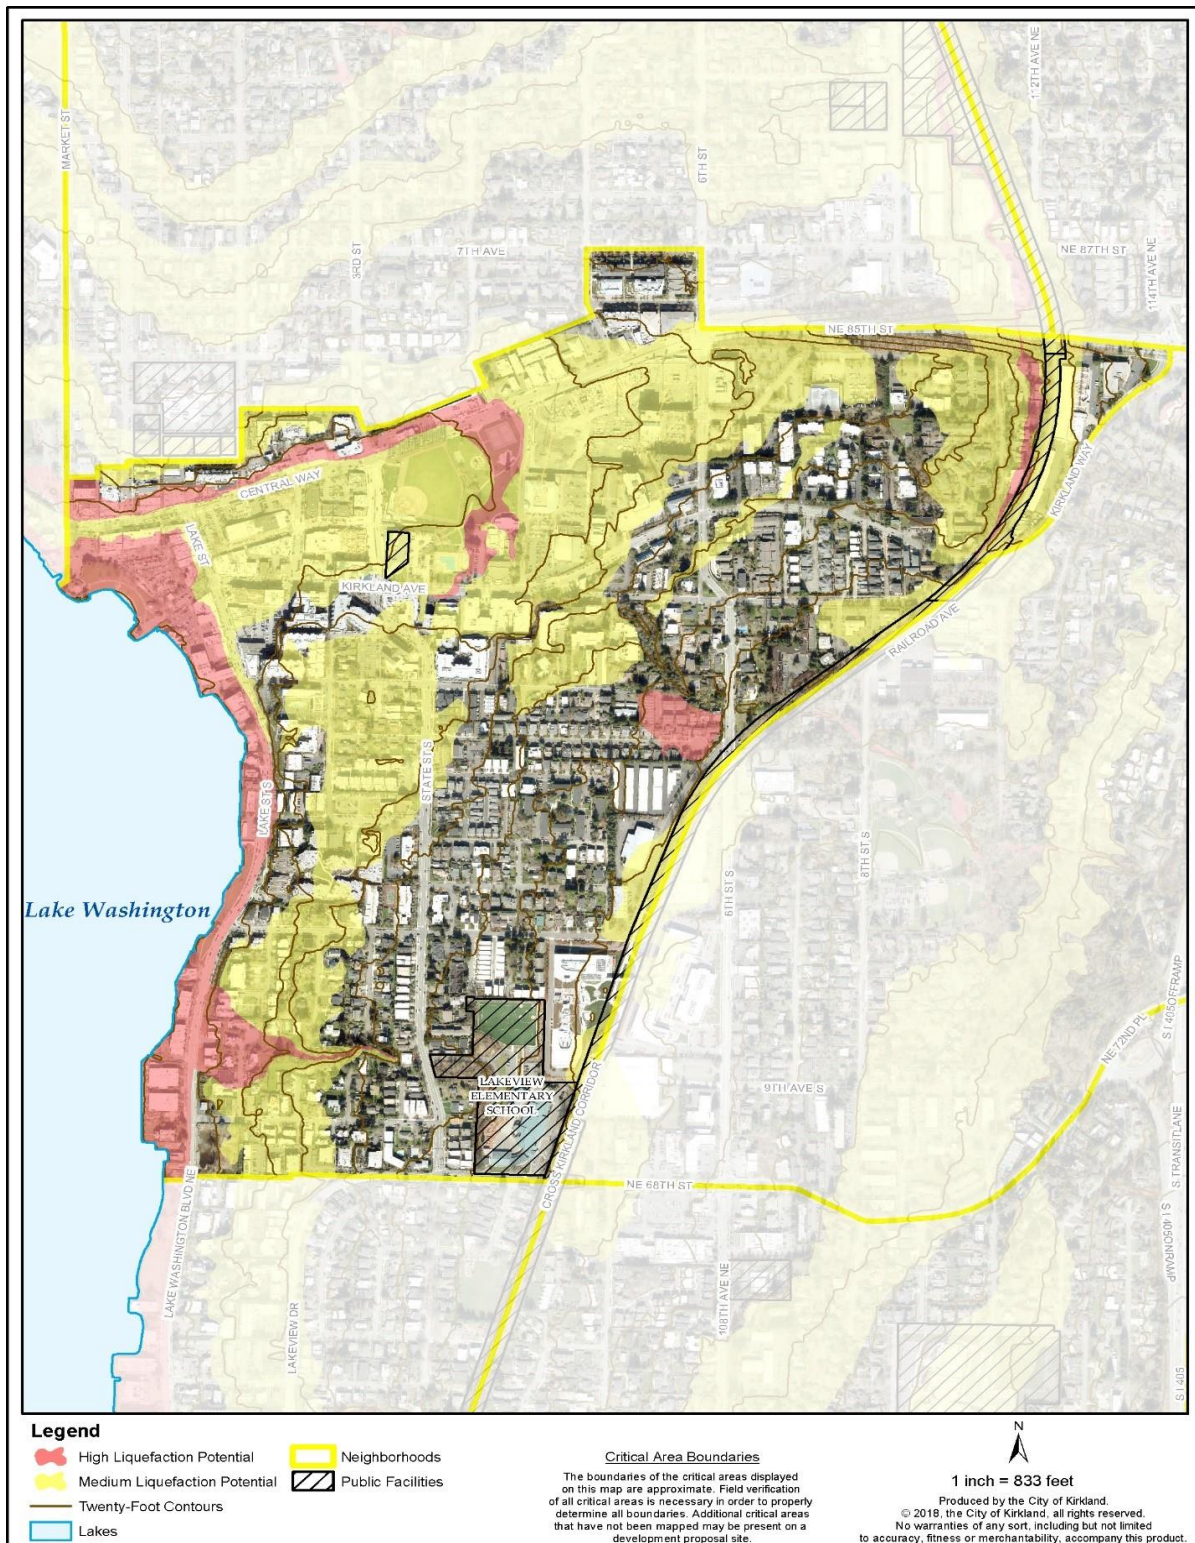 112TH AVE NE
MARKET ST
6TH ST
3RD ST
7TH AVE
NE 87TH ST
114TH AVE NE
NE 85TH ST
CENTRAL WAY
KIRKLAND WAY
LAKE ST
KIRKLAND AVE
RAILROAD AVE
STATE ST S
LAKE ST S
8TH ST S
6TH ST S
Lake Washington
S I 405OFFRAMP
NE 72ND PL
LAKEVIEW
ELEMENTARY
SCHOOL
9TH AVE S
CROSS KIRKLAND CORRIDOR
S TRANSITLANE
NE 68TH ST
S I 405ONRAMP
LAKE WASHINGTON BLVD NE
108TH AVE NE
LAKEVIEW DR
S I 405
Legend
High Liquefaction Potential
Medium Liquefaction Potential
Twenty-Foot Contours
Lakes
Neighborhoods
Public Facilities
Critical Area Boundaries
The boundaries of the critical areas displayed
on this map are approximate. Field verification
of all critical areas is necessary in order to properly
determine all boundaries. Additional critical areas
that have not been mapped may be present on a
development proposal site.
N
1 inch = 833 feet
Produced by the City of Kirkland.
© 2018, the City of Kirkland, all rights reserved.
No warranties of any sort, including but not limited
to accuracy, fitness or merchantability, accompany this product.